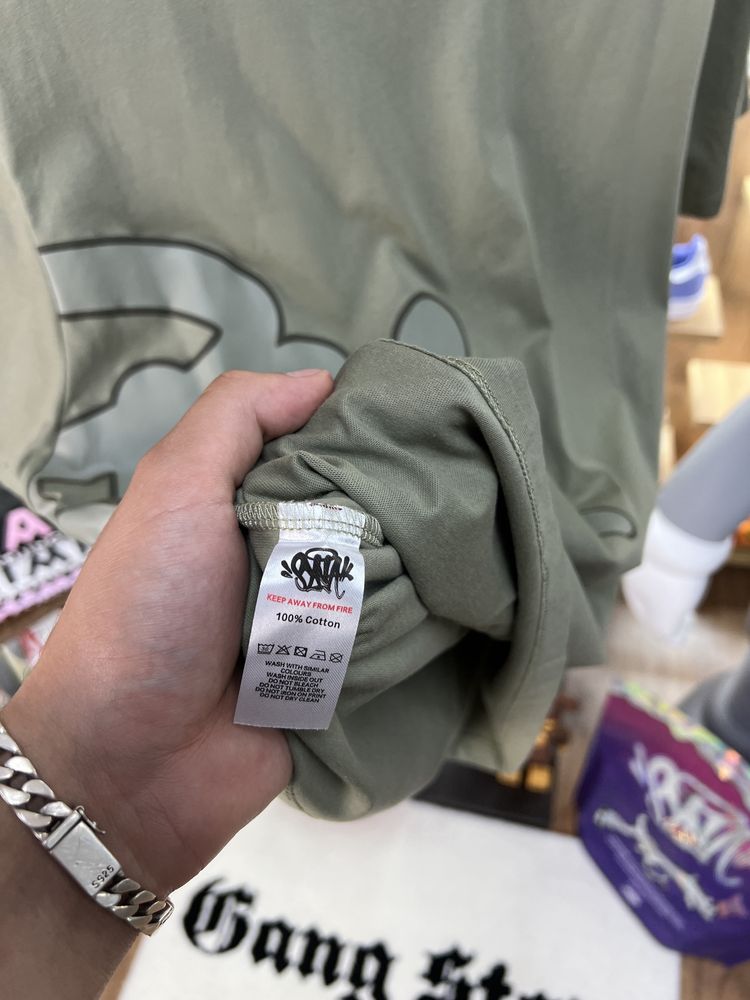 KEEP AWAY FROM FIRE
100% Cotton
WASH WITH SIMILAR
COLOURS
WASH INSIDE OUT
DO NOT BLEACH
DO NOT TUMBLE DRY
DO NOT IRON ON PRINT
DO NOT DRY CLEAN
S925
Gang